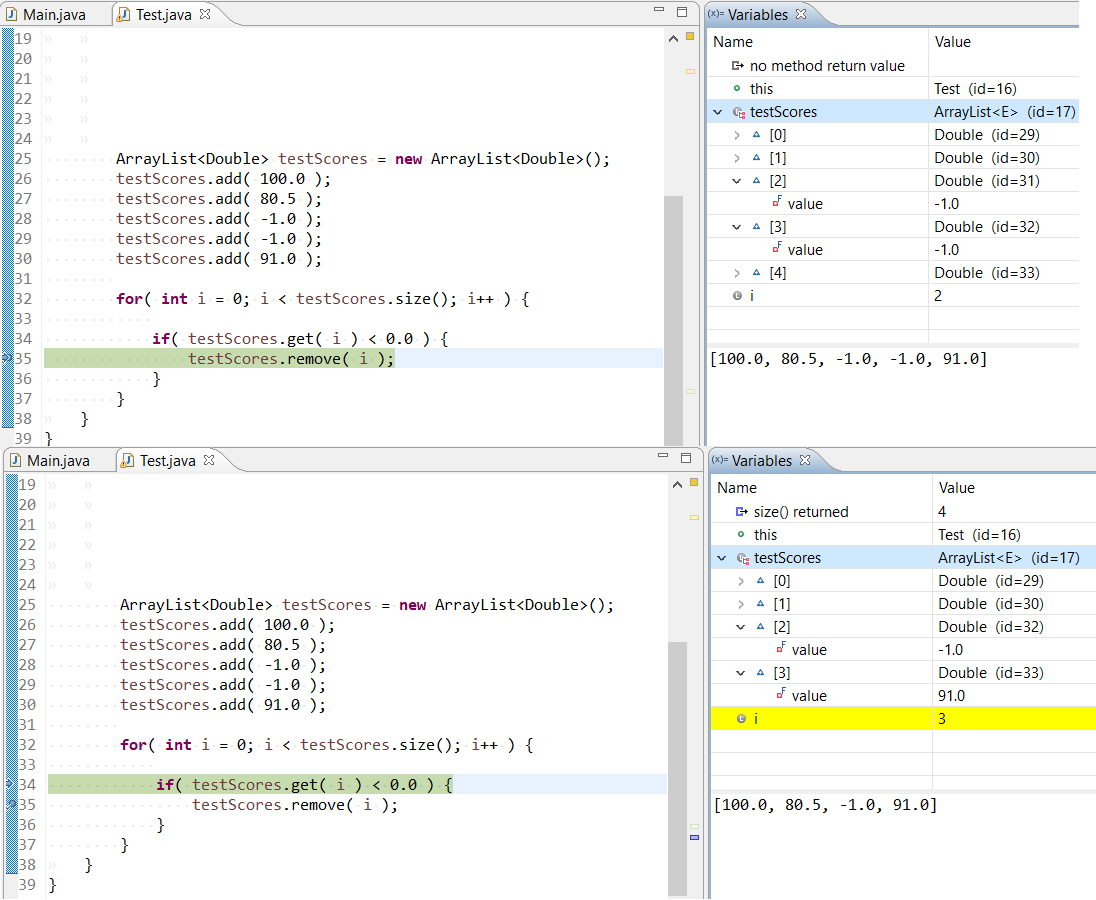 Main.java Test.java
19
20
21
22
23
24
25 ArrayList<Double> testScores = new ArrayList<Double>();
26 testScores.add( 100.0 );
27 testScores.add( 80.5 );
28 testScores.add( -1.0 );
29 testScores.add( -1.0 );
30 testScores.add( 91.0 );
31
32 for( int i = 0; i < testScores.size(); i++ ) {
33
34 if( testScores.get( i ) < 0.0 ) {
35 testScores.remove( i );
36 }
37 }
38 }
39 }
(x)= Variables
Name Value
no method return value
this Test (id=16)
testScores ArrayList<E> (id=17)
[0] Double (id=29)
[1] Double (id=30)
[2] Double (id=31)
value -1.0
[3] Double (id=32)
value -1.0
[4] Double (id=33)
i 2
[100.0, 80.5, -1.0, -1.0, 91.0]
Main.java Test.java
19
20
21
22
23
24
25 ArrayList<Double> testScores = new ArrayList<Double>();
26 testScores.add( 100.0 );
27 testScores.add( 80.5 );
28 testScores.add( -1.0 );
29 testScores.add( -1.0 );
30 testScores.add( 91.0 );
31
32 for( int i = 0; i < testScores.size(); i++ ) {
33
34 if( testScores.get( i ) < 0.0 ) {
35 testScores.remove( i );
36 }
37 }
38 }
39 }
(x)= Variables
Name Value
size() returned 4
this Test (id=16)
testScores ArrayList<E> (id=17)
[0] Double (id=29)
[1] Double (id=30)
[2] Double (id=32)
value -1.0
[3] Double (id=33)
value 91.0
i 3
[100.0, 80.5, -1.0, 91.0]